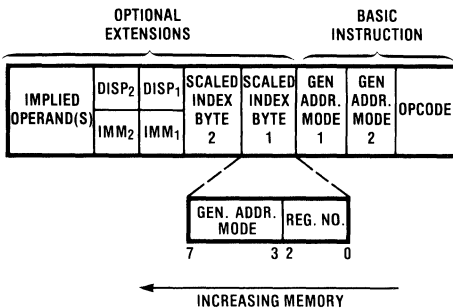 OPTIONAL
EXTENSIONS
BASIC
INSTRUCTION
IMPLIED
OPERAND(S)
DISP2
DISP1
IMM2
IMM1
SCALED
INDEX
BYTE
2
SCALED
INDEX
BYTE
1
GEN
ADDR.
MODE
1
GEN
ADDR.
MODE
2
OPCODE
GEN. ADDR.
MODE
REG. NO.
7 3 2 0
INCREASING MEMORY